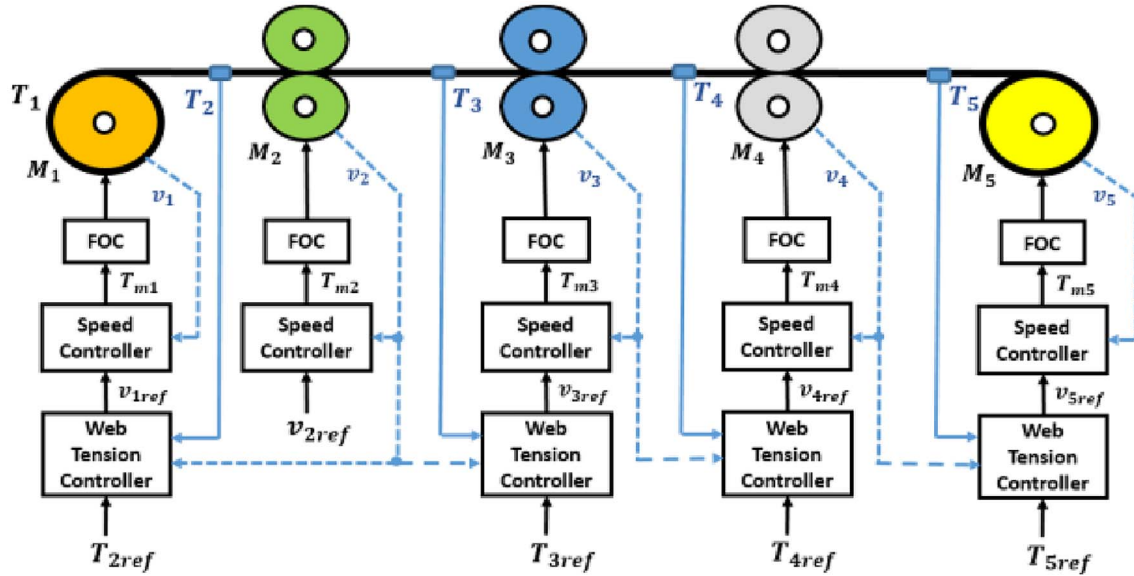 T₁
T₂
T₃
T₄
T₅
M₁
M₂
M₃
M₄
M₅
v₁
v₂
v₃
v₄
v₅
FOC
FOC
FOC
FOC
FOC
Tₘ₁
Tₘ₂
Tₘ₃
Tₘ₄
Tₘ₅
Speed
Controller
Speed
Controller
Speed
Controller
Speed
Controller
Speed
Controller
v₁ref
v₂ref
v₃ref
v₄ref
v₅ref
Web
Tension
Controller
Web
Tension
Controller
Web
Tension
Controller
Web
Tension
Controller
T₂ref
T₃ref
T₄ref
T₅ref